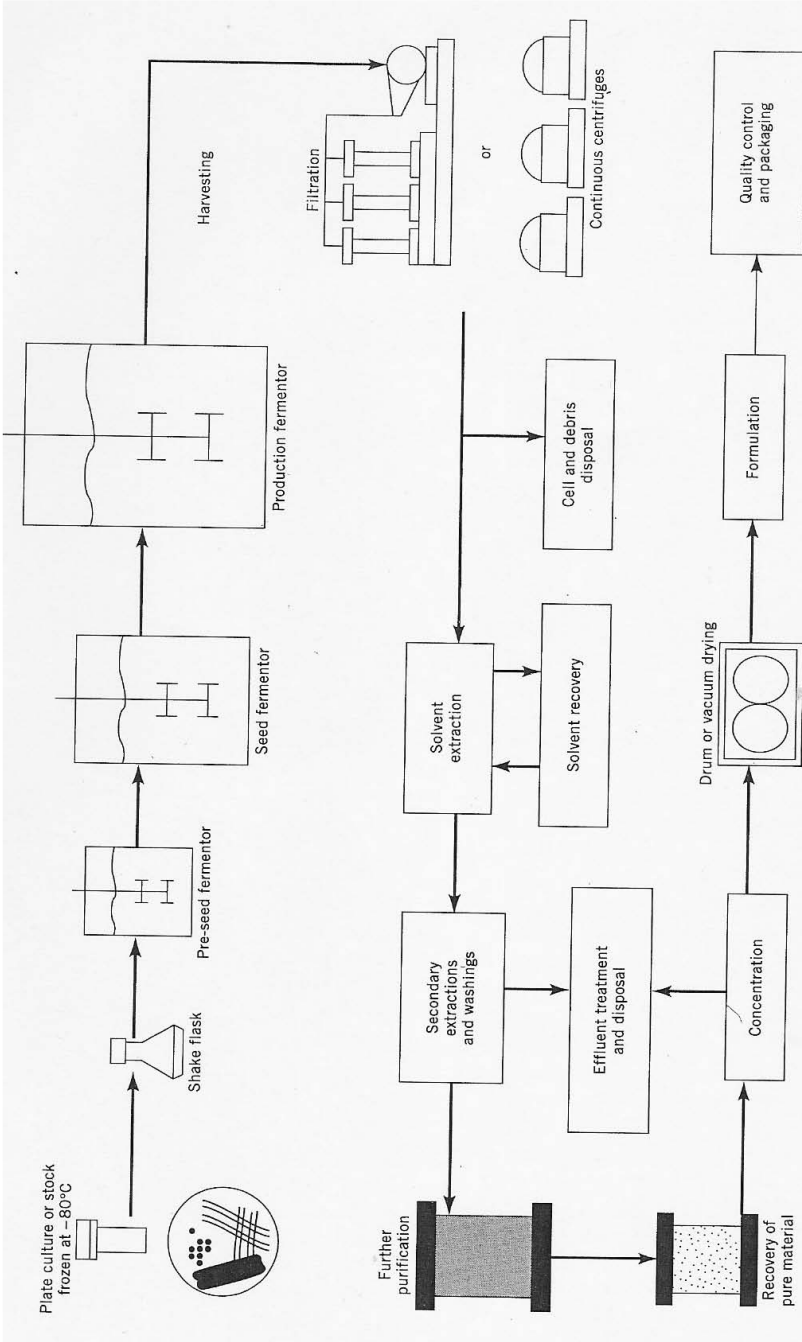 Plate culture or stock
frozen at −80°C
Shake flask
Pre-seed fermentor
Seed fermentor
Production fermentor
Harvesting
Filtration
or
Continuous centrifuges
Cell and debris
disposal
Solvent
extraction
Solvent recovery
Secondary
extractions
and washings
Effluent treatment
and disposal
Further
purification
Recovery of
pure material
Concentration
Drum or vacuum drying
Formulation
Quality control
and packaging